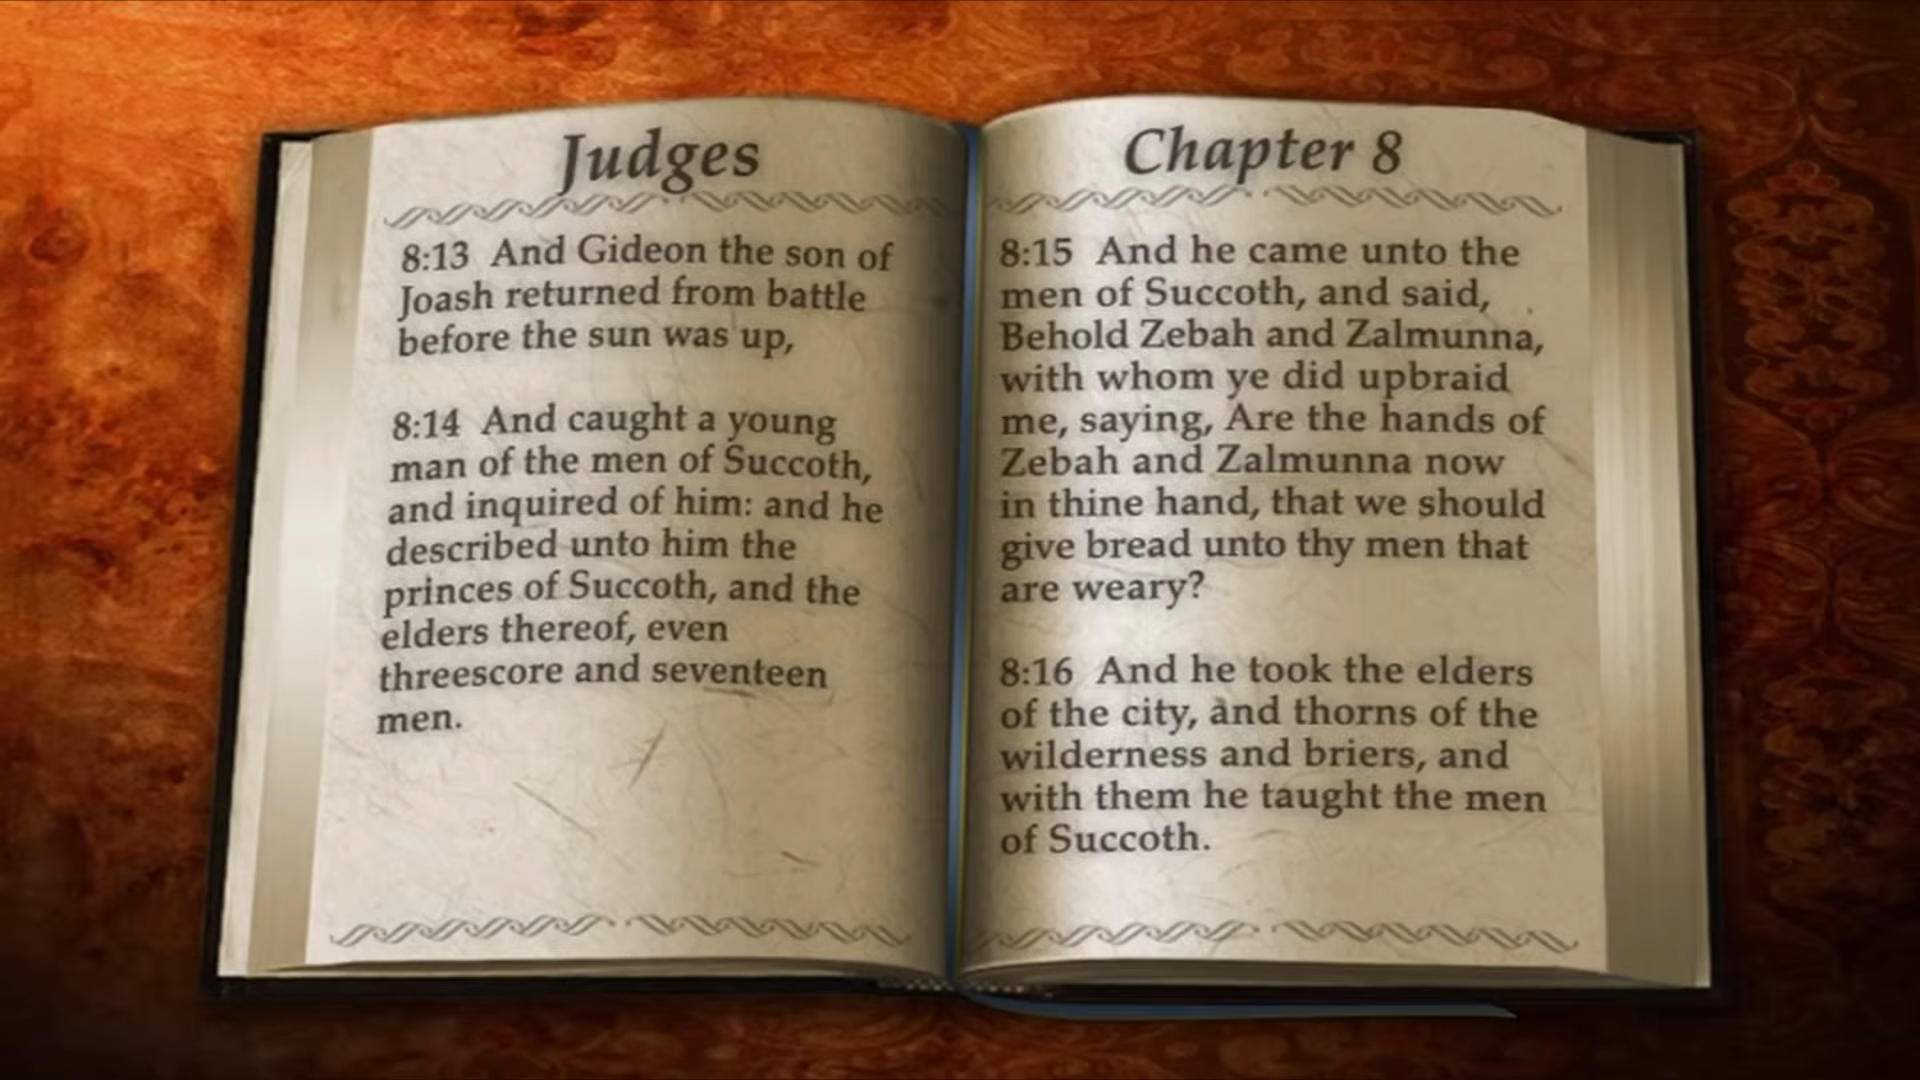 Judges
8:13 And Gideon the son of
Joash returned from battle
before the sun was up,
8:14 And caught a young
man of the men of Succoth,
and inquired of him: and he
described unto him the
princes of Succoth, and the
elders thereof, even
threescore and seventeen
men.
Chapter 8
8:15 And he came unto the
men of Succoth, and said,
Behold Zebah and Zalmunna,
with whom ye did upbraid
me, saying, Are the hands of
Zebah and Zalmunna now
in thine hand, that we should
give bread unto thy men that
are weary?
8:16 And he took the elders
of the city, and thorns of the
wilderness and briers, and
with them he taught the men
of Succoth.